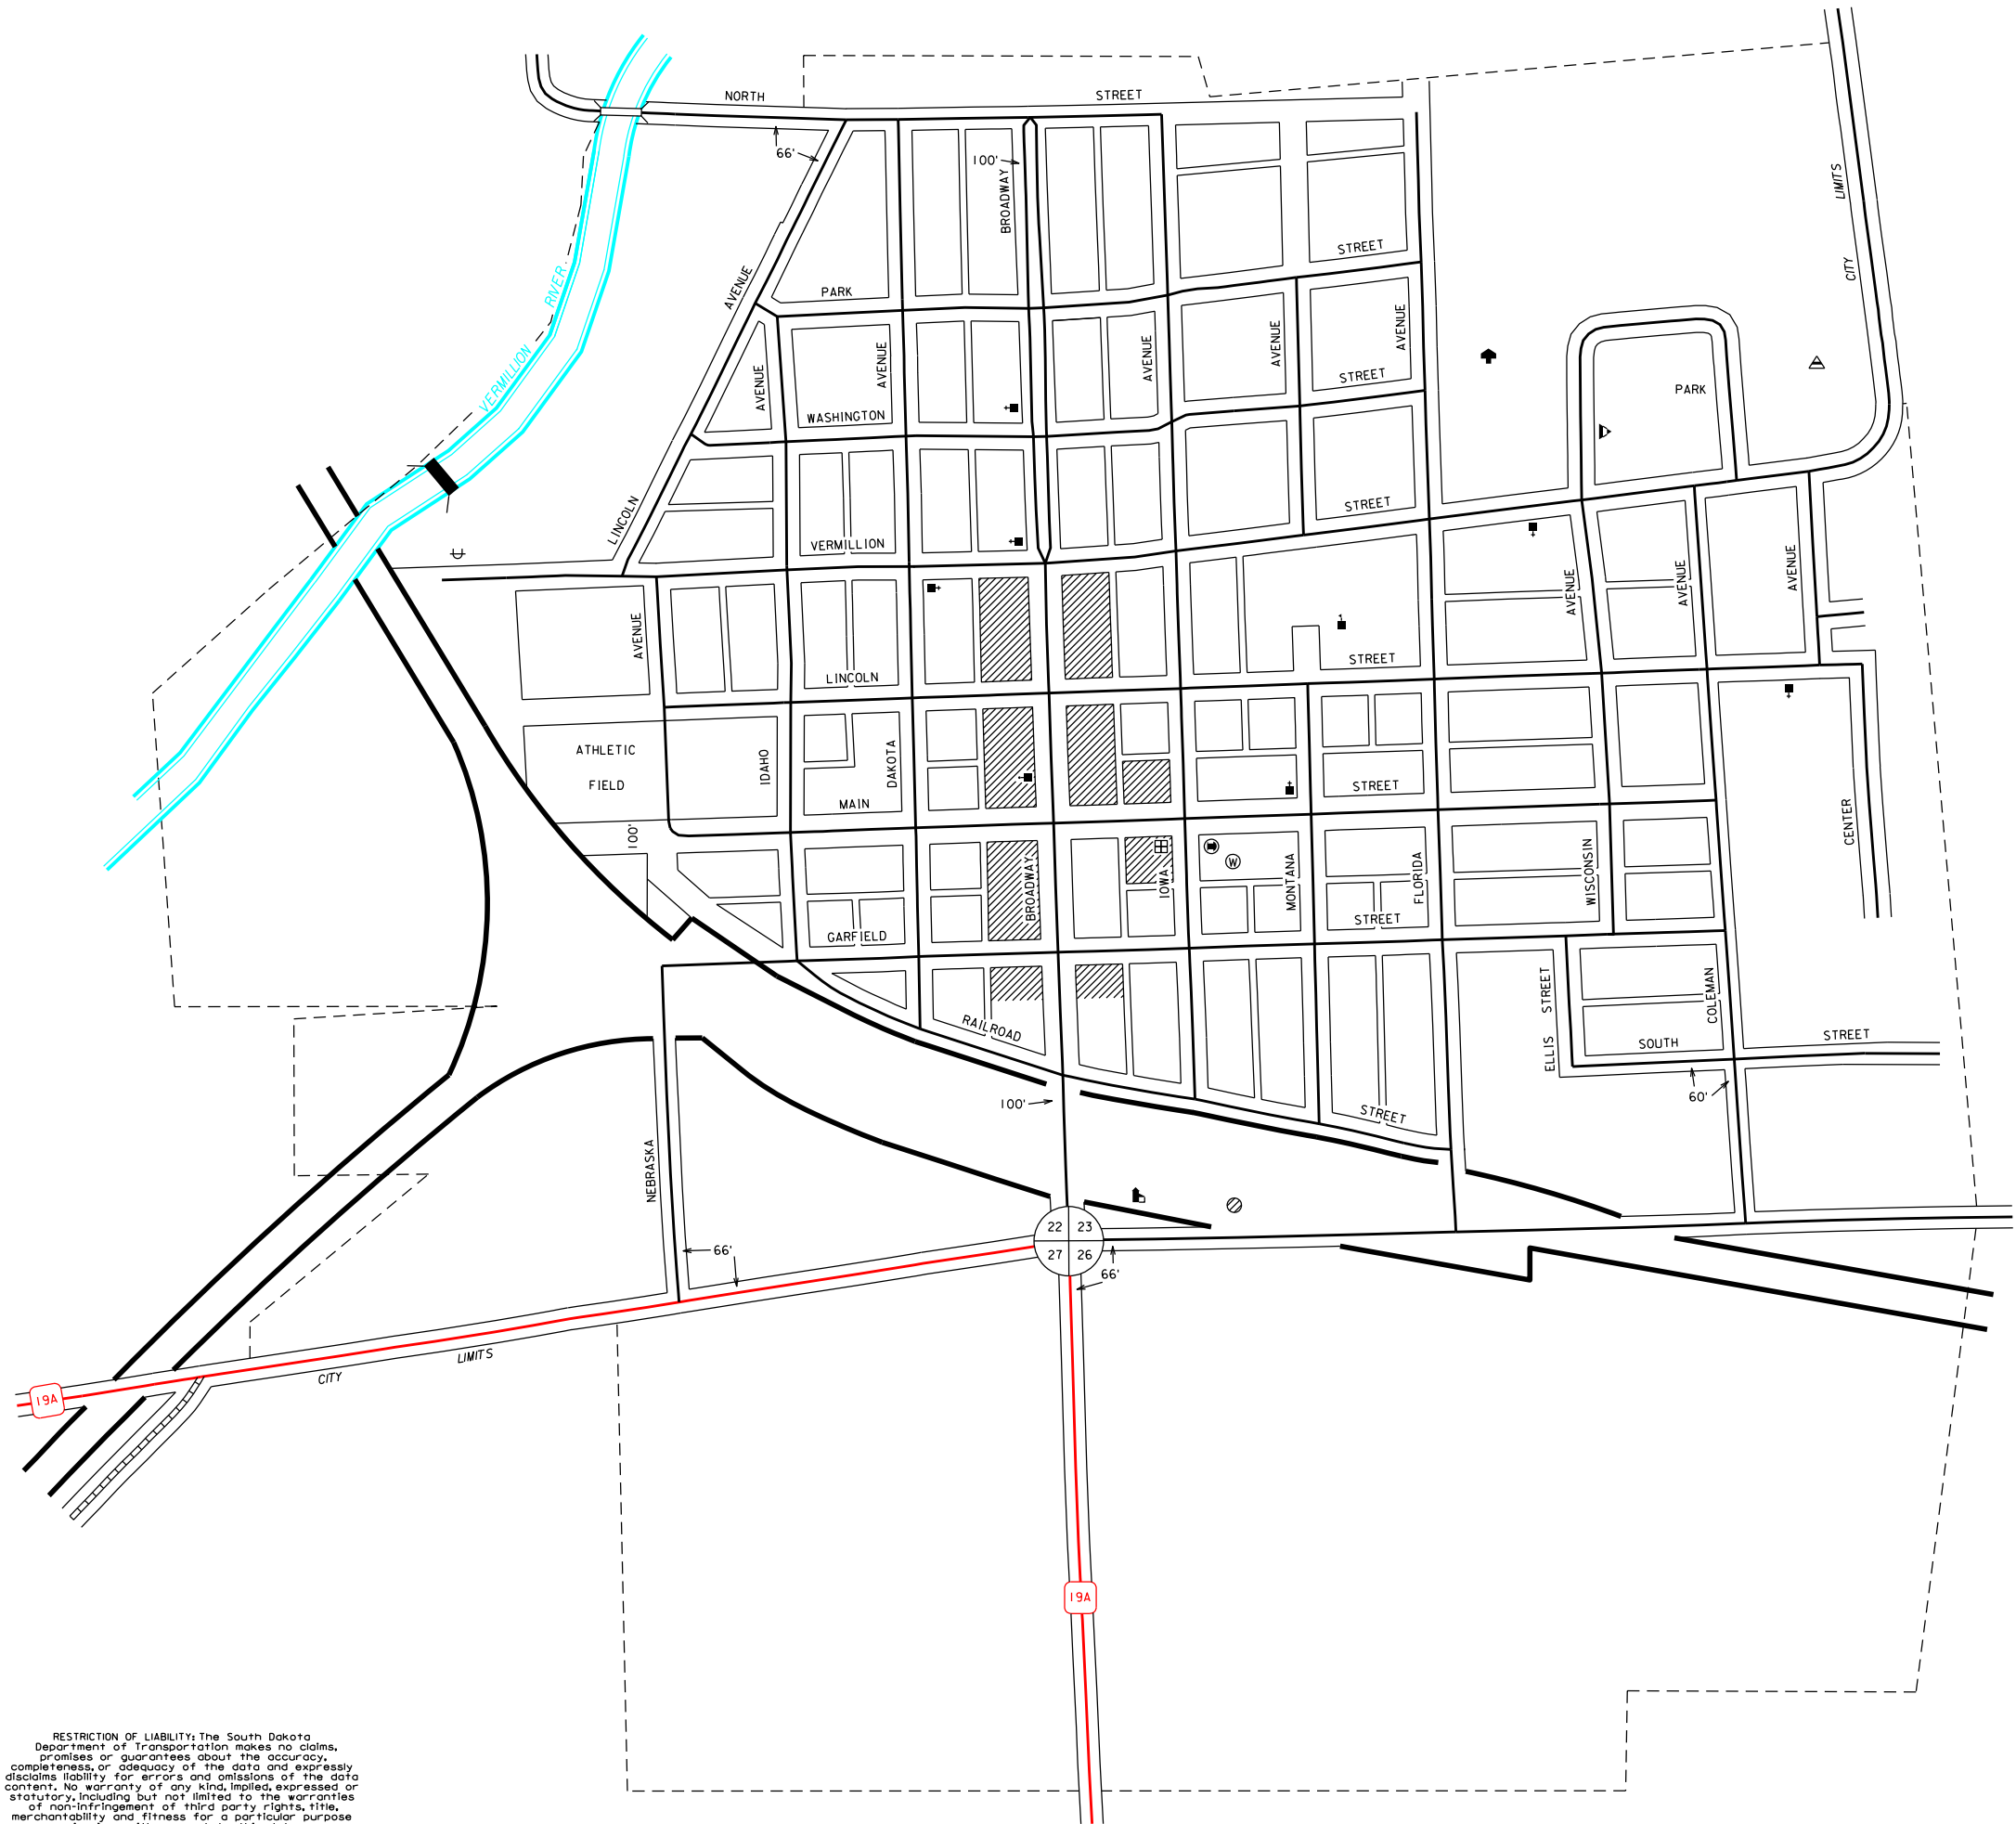 NORTH STREET
66'
100'
BROADWAY
LIMITS
CITY
STREET
AVENUE
PARK
RIVER
VERMILLION
AVENUE
AVENUE
AVENUE
AVENUE
AVENUE
STREET
WASHINGTON
PARK
LINCOLN
STREET
VERMILLION
AVENUE
AVENUE
AVENUE
AVENUE
STREET
LINCOLN
ATHLETIC
FIELD
IDAHO
DAKOTA
STREET
MAIN
100'
CENTER
BROADWAY
IOWA
W
MONTANA
FLORIDA
WISCONSIN
STREET
GARFIELD
ELLIS STREET
COLEMAN
RAILROAD
STREET
SOUTH STREET
100'
60'
NEBRASKA
66'
22 23
27 26
66'
CITY LIMITS
19A
19A
RESTRICTION OF LIABILITY: The South Dakota
Department of Transportation makes no claims,
promises or guarantees about the accuracy,
completeness, or adequacy of the data and expressly
disclaims liability for errors and omissions of the data
content. No warranty of any kind, implied, expressed or
statutory, including but not limited to the warranties
of non-infringement of third party rights, title,
merchantability and fitness for a particular purpose